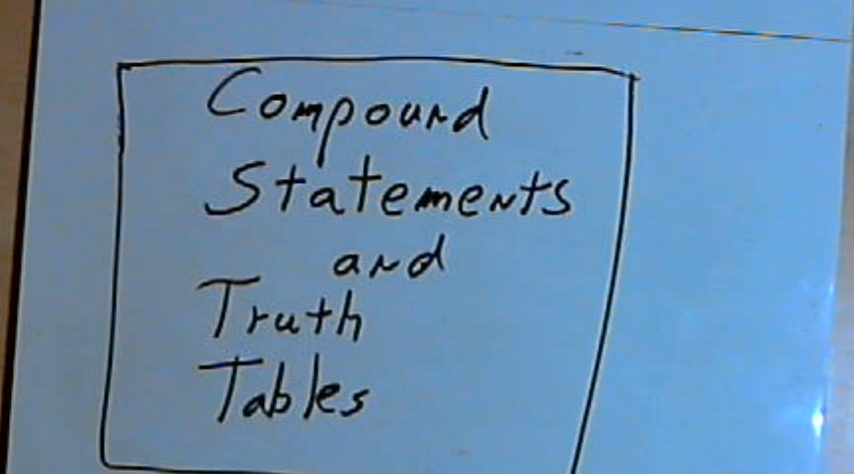 Compound
Statements
and
Truth
Tables